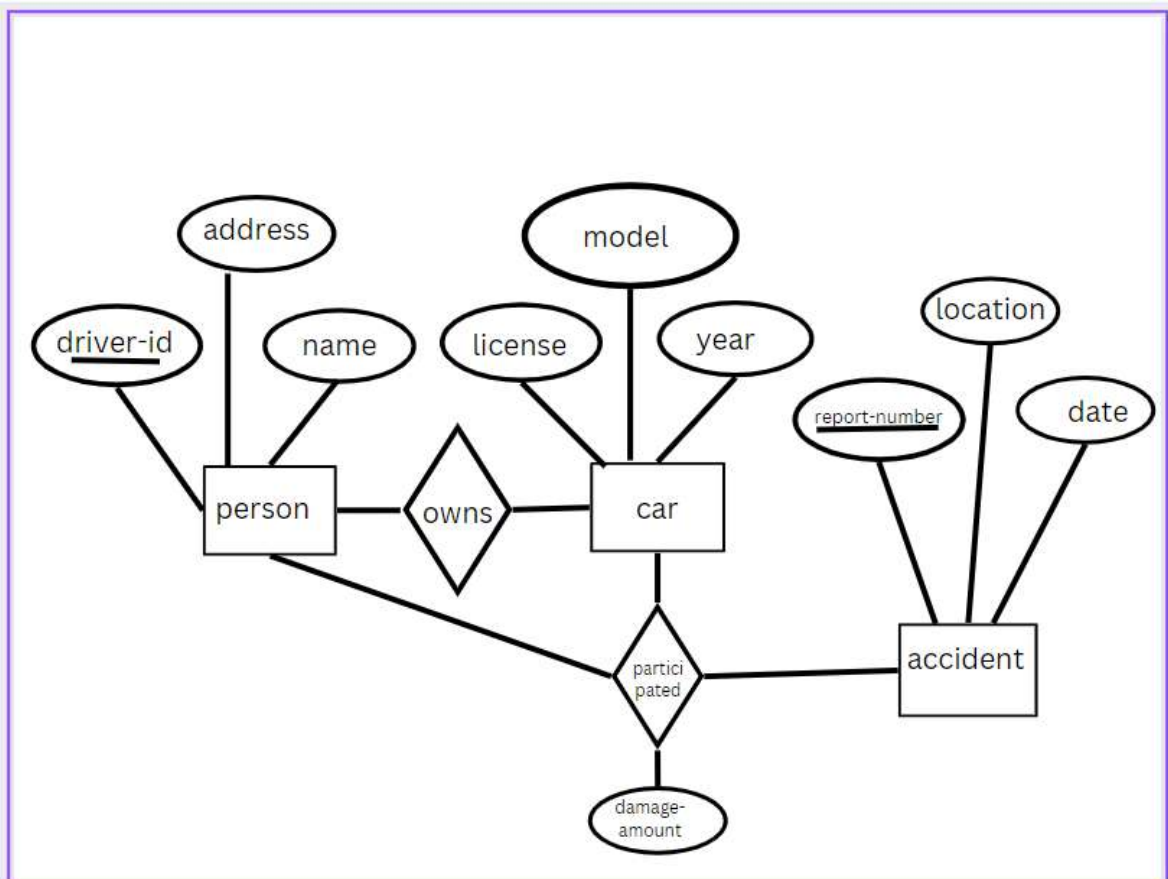 address
model
driver-id
name
license
year
location
report-number
date
person
owns
car
accident
partici
pated
damage-
amount